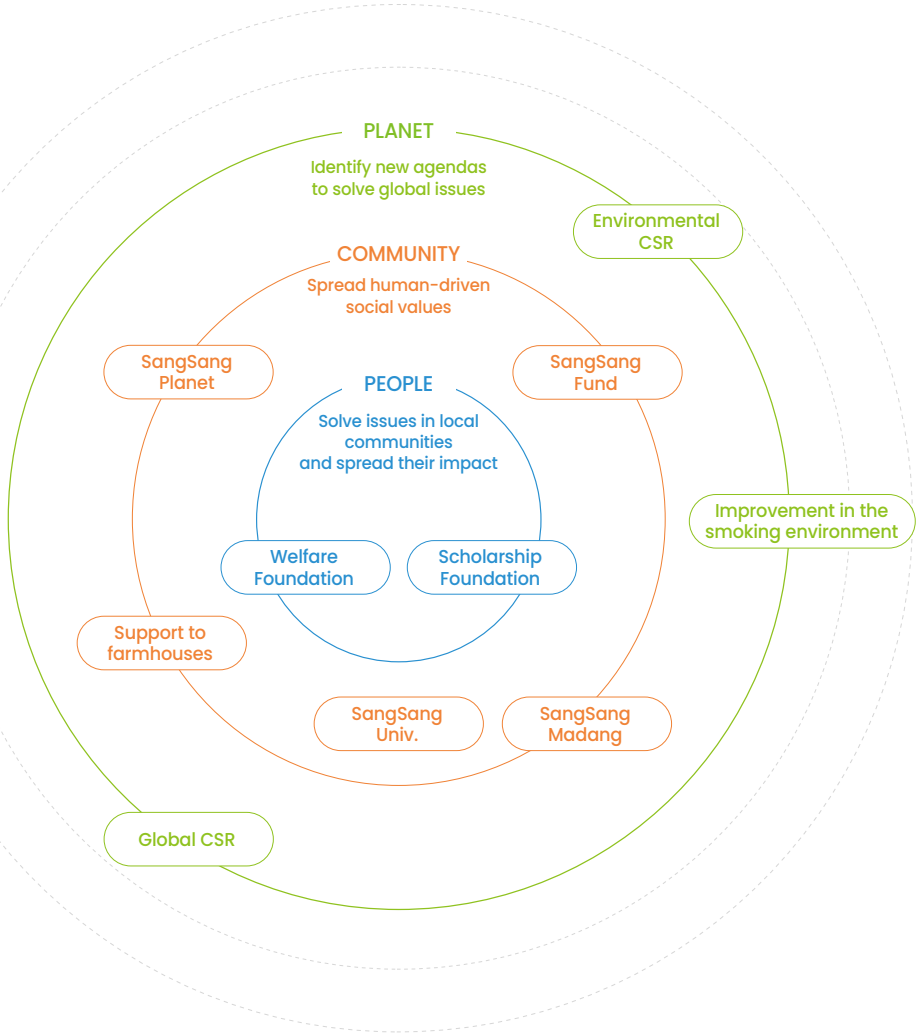 PLANET
Identify new agendas
to solve global issues
Environmental
CSR
COMMUNITY
Spread human-driven
social values
SangSang
Planet
SangSang
Fund
PEOPLE
Solve issues in local
communities
and spread their impact
Improvement in the
smoking environment
Welfare
Foundation
Scholarship
Foundation
Support to
farmhouses
SangSang
Univ.
SangSang
Madang
Global CSR